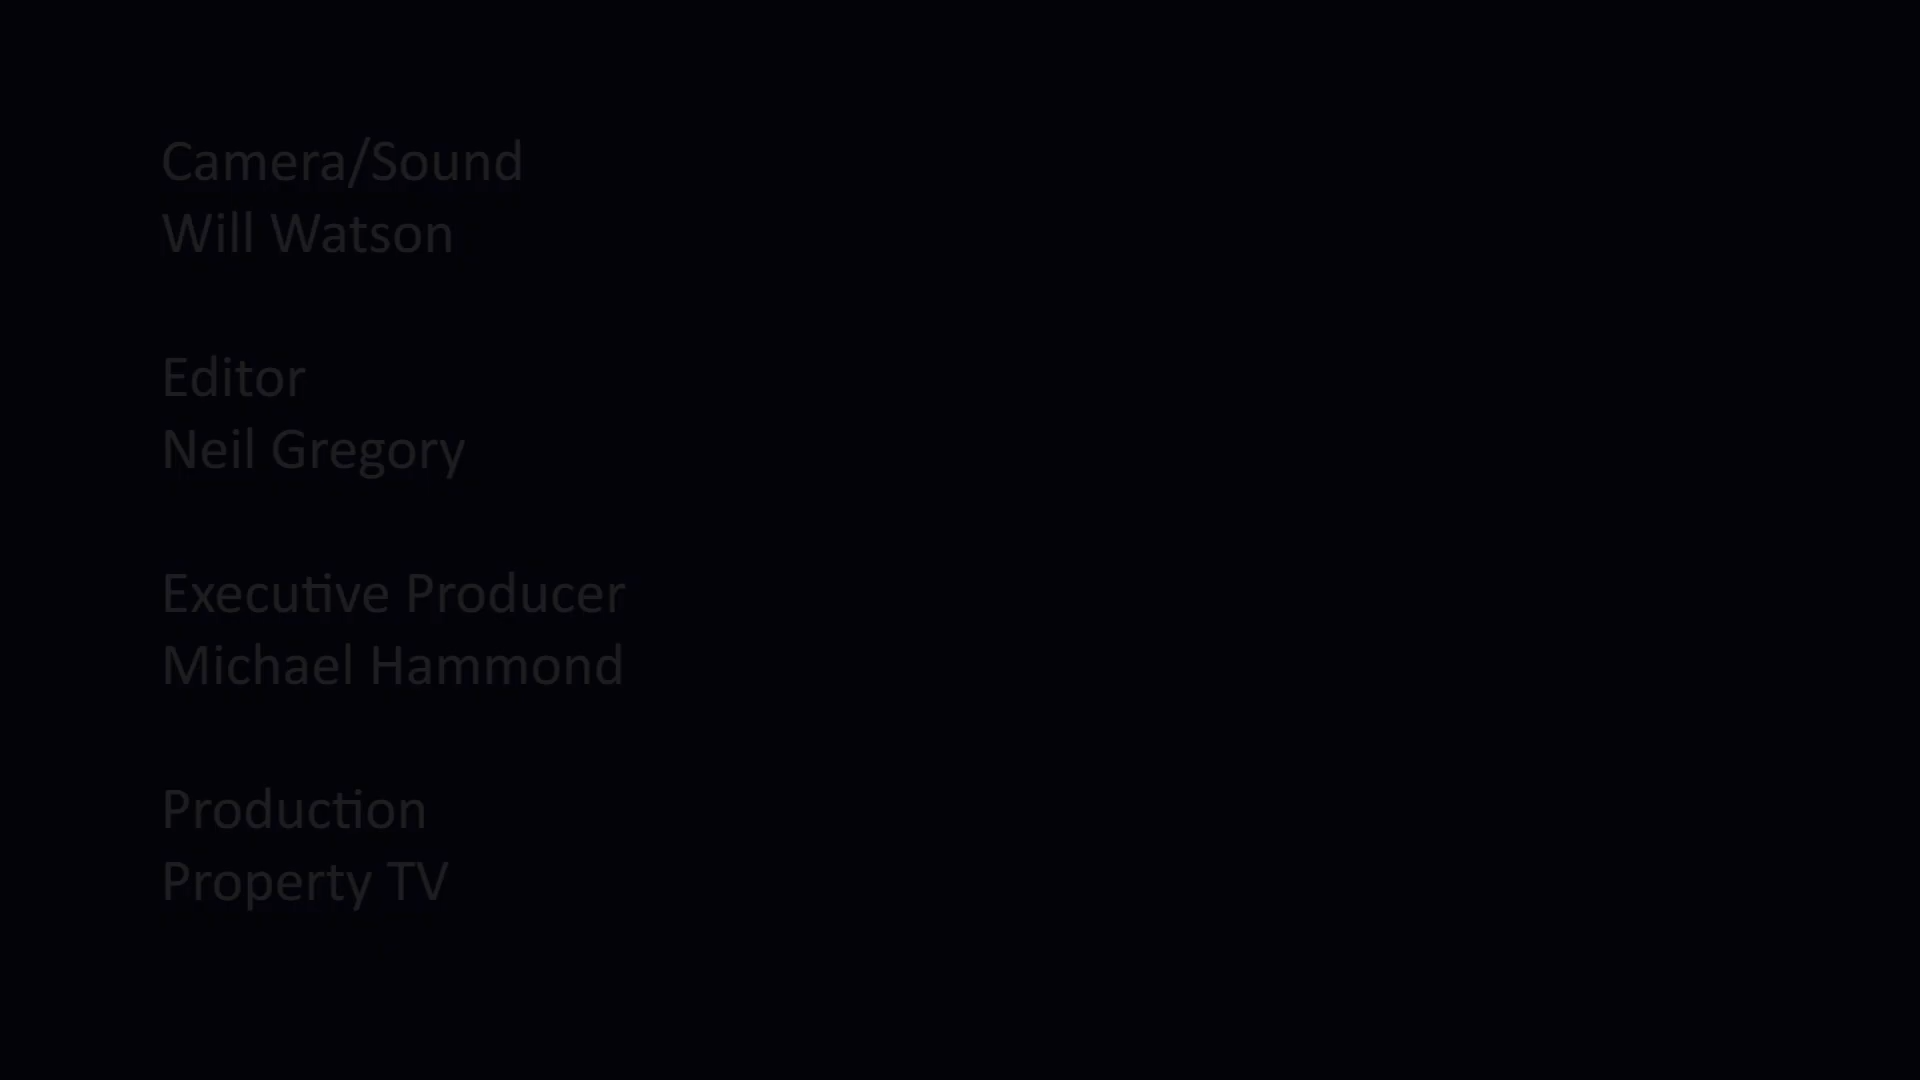 Camera/Sound
Will Watson
Editor
Neil Gregory
Executive Producer
Michael Hammond
Production
Property TV